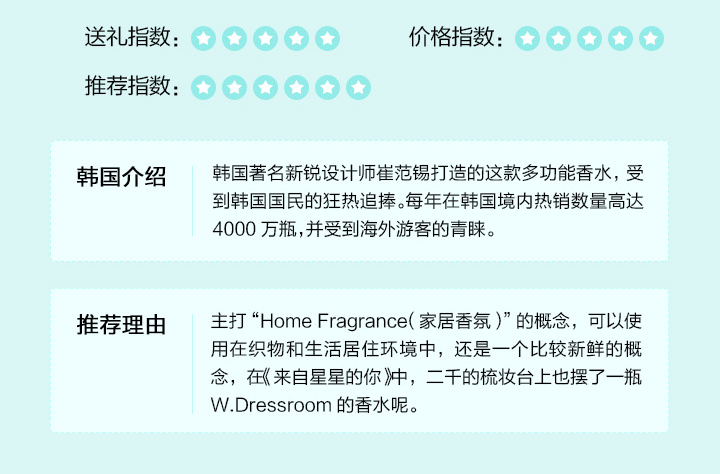 送礼指数： 价格指数：
推荐指数：
韩国介绍
韩国著名新锐设计师崔范锡打造的这款多功能香水，受
到韩国国民的狂热追捧。每年在韩国境内热销数量高达
4000 万瓶，并受到海外游客的青睐。
推荐理由
主打“Home Fragrance（家居香氛）”的概念，可以使
用在织物和生活居住环境中，还是一个比较新鲜的概
念，在《来自星星的你》中，二千的梳妆台上也摆了一瓶
W.Dressroom 的香水呢。